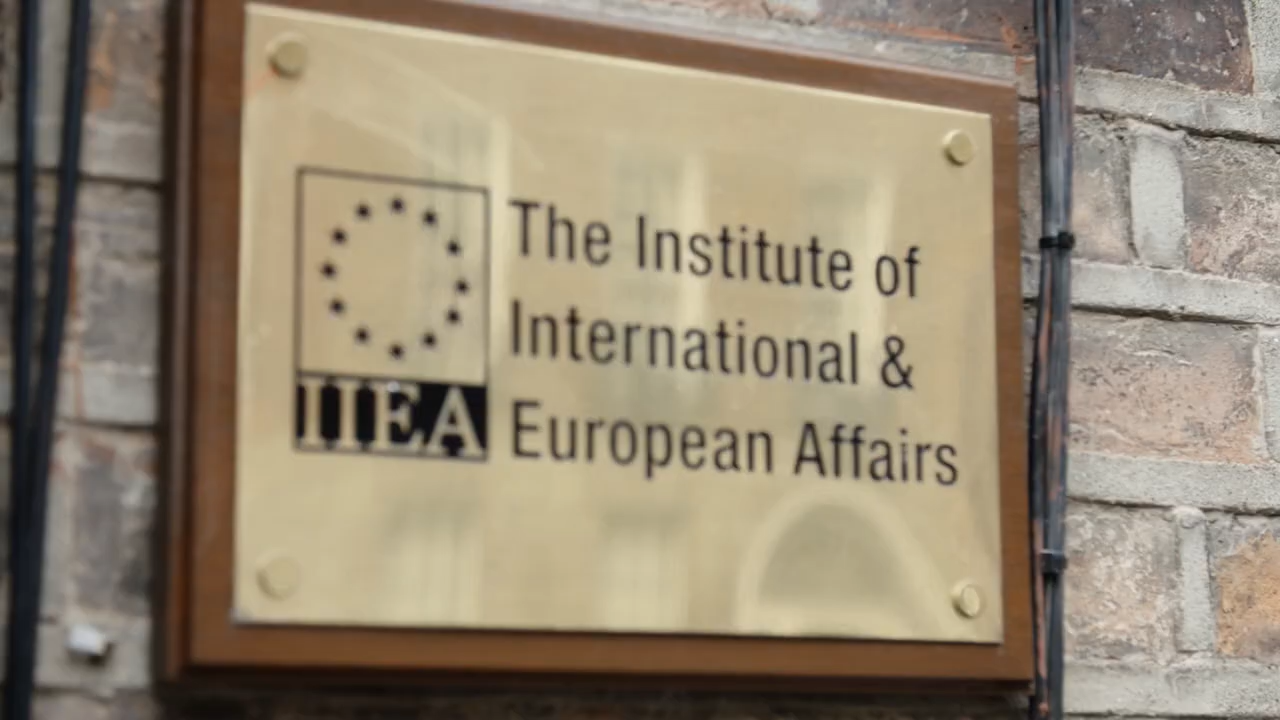 The Institute of
International &
European Affairs
IIEA